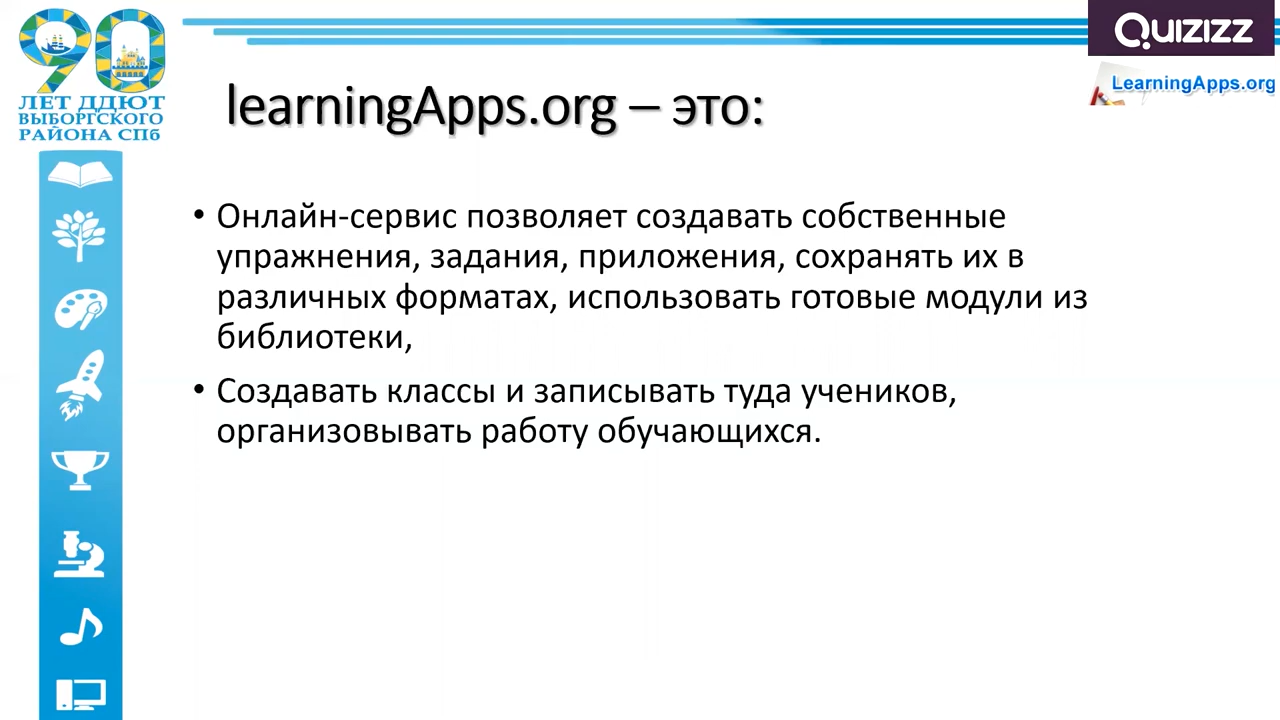 90
ЛЕТ ДДЮТ
ВЫБОРГСКОГО
РАЙОНА СПб
QUIZIZZ
LearningApps.org
learningApps.org – это:
• Онлайн-сервис позволяет создавать собственные
упражнения, задания, приложения, сохранять их в
различных форматах, использовать готовые модули из
библиотеки,
• Создавать классы и записывать туда учеников,
организовывать работу обучающихся.